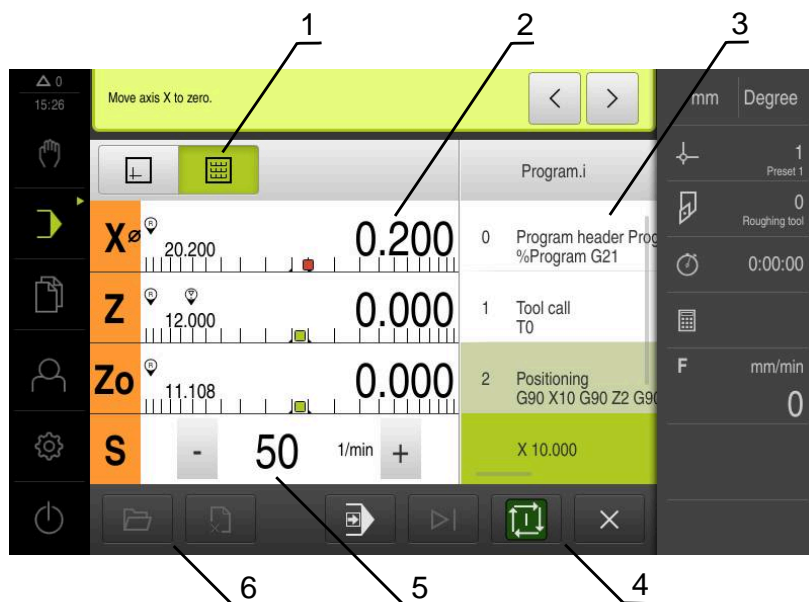 1
2
3
0
15:26
Move axis X to zero.
<
>
mm
Degree
Program.i
1
Preset 1
X⌀
R
20.200
0.200
0
Program header Prog
%Program G21
0
Roughing tool
0:00:00
Z
R
12.000
0.000
1
Tool call
T0
Zo
R
11.108
0.000
2
Positioning
G90 X10 G90 Z2 G90
F
mm/min
0
S
-
50
1/min
+
X 10.000
I
6
5
4